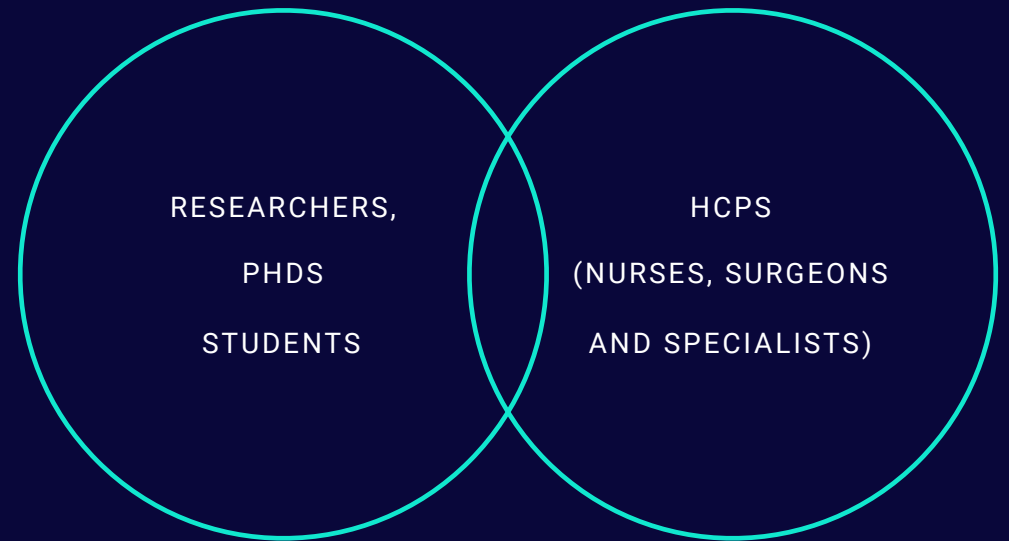 RESEARCHERS,
PHDS
STUDENTS
HCPS
(NURSES, SURGEONS
AND SPECIALISTS)